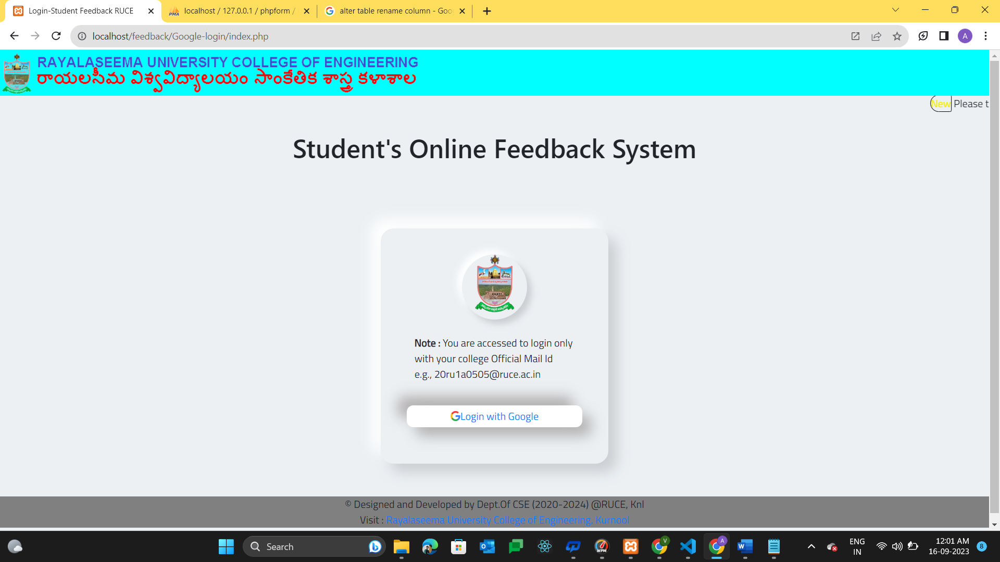 Login-Student Feedback RUCE
localhost / 127.0.0.1 / phpform /
alter table rename column - Goo
localhost/feedback/Google-login/index.php
A
RAYALASEEMA UNIVERSITY COLLEGE OF ENGINEERING
రాయలసీమ విశ్వవిద్యాలయం సాంకేతిక శాస్త్ర కళాశాల
New Please t
Student's Online Feedback System
Note : You are accessed to login only
with your college Official Mail Id
e.g., 20ru1a0505@ruce.ac.in
Login with Google
© Designed and Developed by Dept.Of CSE (2020-2024) @RUCE, Knl
Visit : Rayalaseema University College of Engineering, Kurnool
Search
WPM
V
A
ENG
IN
12:01 AM
16-09-2023
8